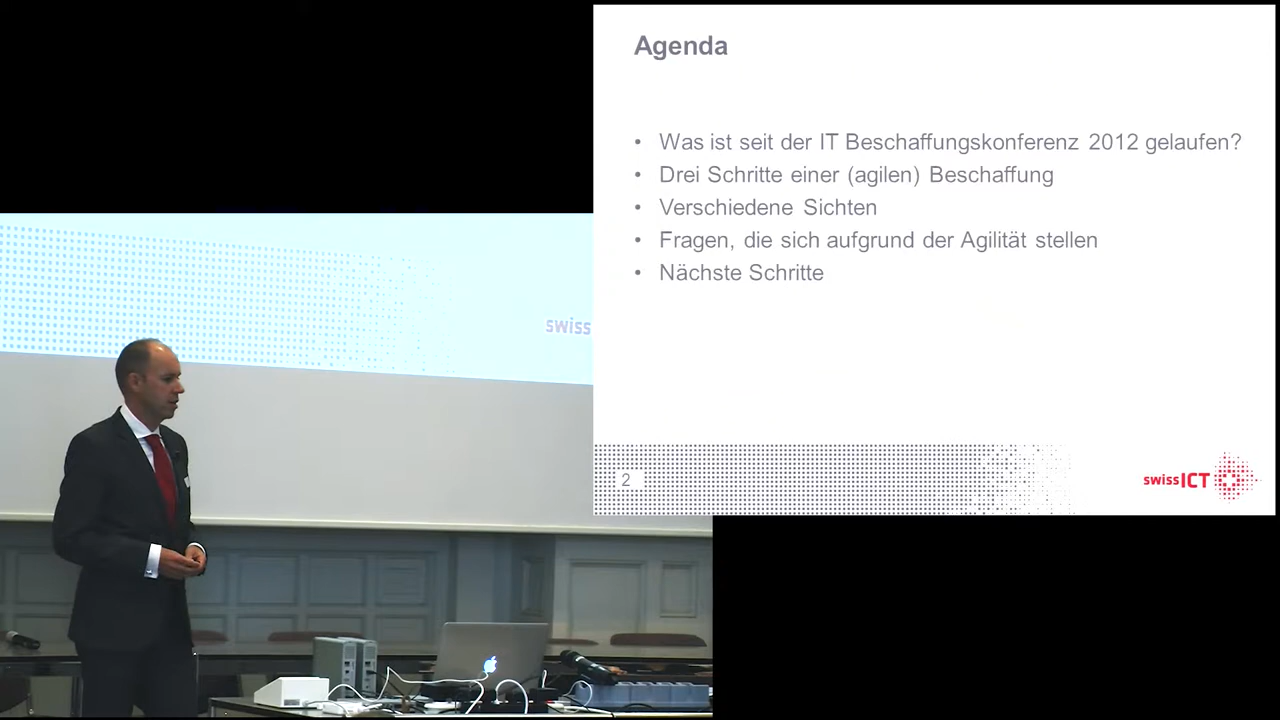 Agenda
• Was ist seit der IT Beschaffungskonferenz 2012 gelaufen?
• Drei Schritte einer (agilen) Beschaffung
• Verschiedene Sichten
• Fragen, die sich aufgrund der Agilität stellen
• Nächste Schritte
swiss
2
swissICT